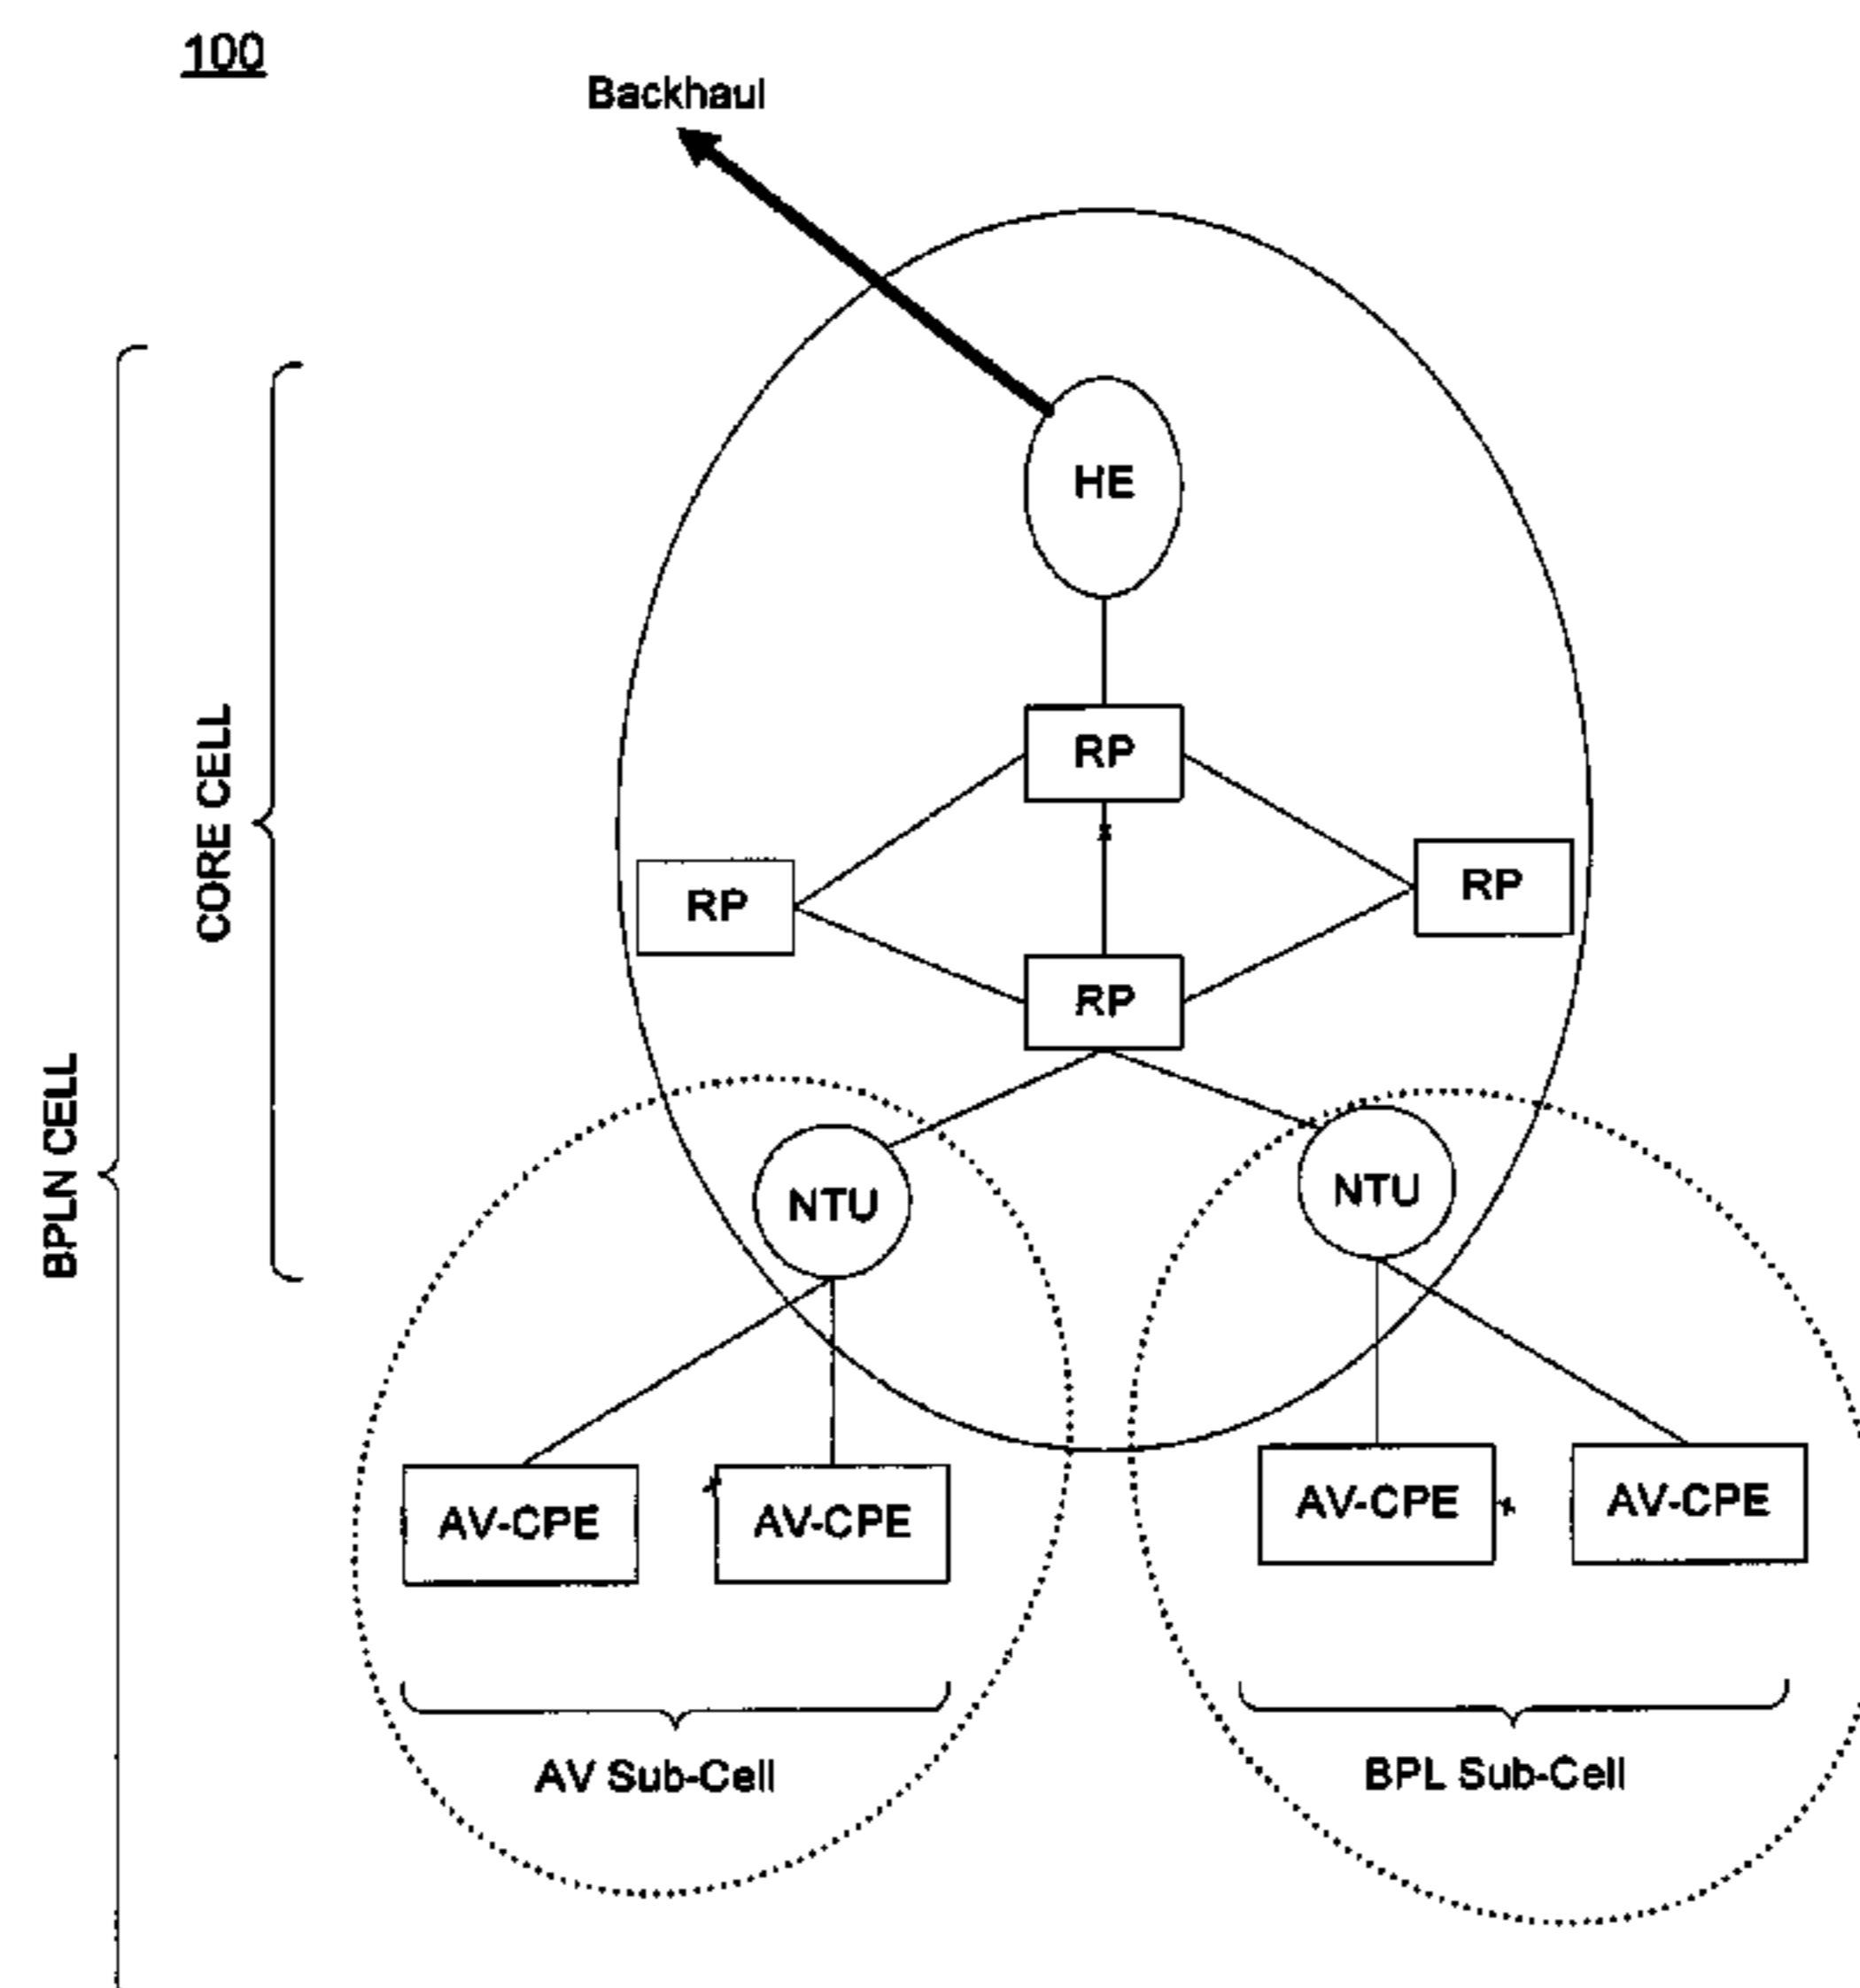 100
Backhaul
HE
RP
RP
RP
RP
NTU
NTU
CORE CELL
BPLN CELL
AV-CPE
AV-CPE
AV-CPE
AV-CPE
AV Sub-Cell
BPL Sub-Cell